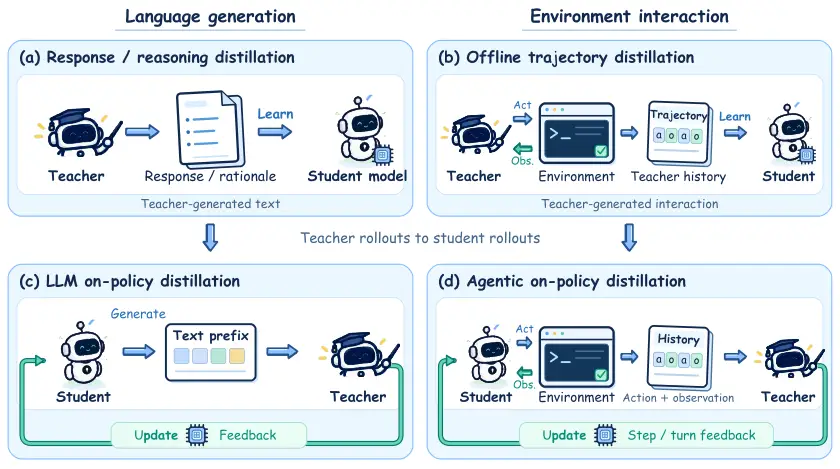 Language generation
Environment interaction
(a) Response / reasoning distillation
Learn
Teacher
Response / rationale
Student model
Teacher-generated text
(b) Offline trajectory distillation
Act
Obs.
>_
Trajectory
a o a o
Learn
Teacher
Environment
Teacher history
Student
Teacher-generated interaction
Teacher rollouts to student rollouts
(c) LLM on-policy distillation
Generate
Text prefix
Student
Teacher
Update
Feedback
(d) Agentic on-policy distillation
Act
Obs.
>_
History
a o a o
Student
Environment
Action + observation
Teacher
Update
Step / turn feedback